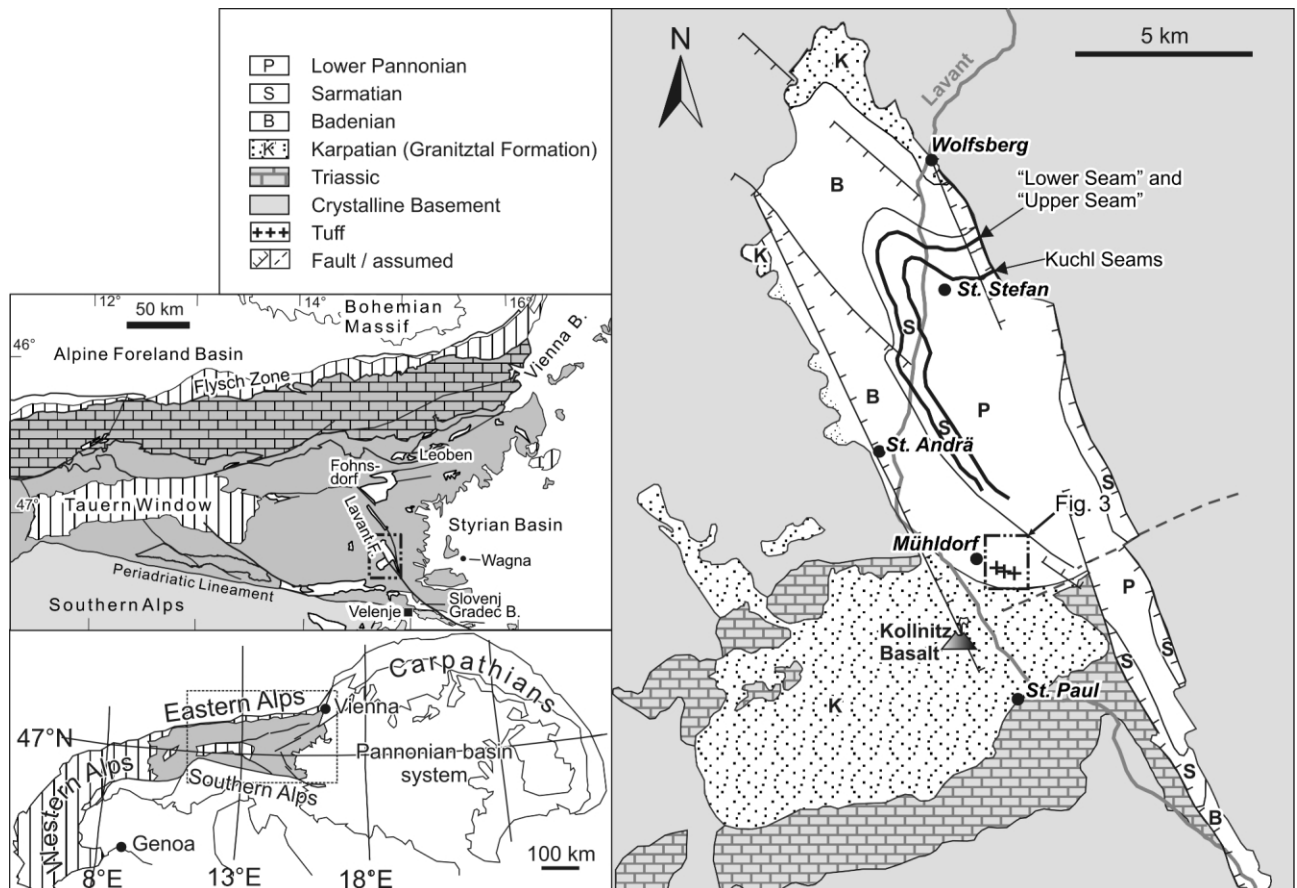 P Lower Pannonian
S Sarmatian
B Badenian
K Karpatian (Granitztal Formation)
Triassic
Crystalline Basement
Tuff
Fault / assumed
12°
14
16°
50 km
Bohemian
Massif
46°
Alpine Foreland Basin
Vienna B.
Flysch Zone
Leoben
Fohns-
dorf
47°
Tauern Window
Lavant F.
Styrian Basin
Wagna
Periadriatic Lineament
Slovenj
Gradec B.
Velenje
Southern Alps
Carpathians
Eastern Alps
Vienna
47°N
Pannonian basin
system
Western Alps
Southern Alps
Genoa
100 km
8°E
13°E
18°E
N
5 km
K
Lavant
Wolfsberg
"Lower Seam" and
"Upper Seam"
B
K
Kuchl Seams
St. Stefan
S
B
P
S
St. Andrä
S
Fig. 3
Mühldorf
P
Kollnitz
Basalt
S
S
St. Paul
K
S
B